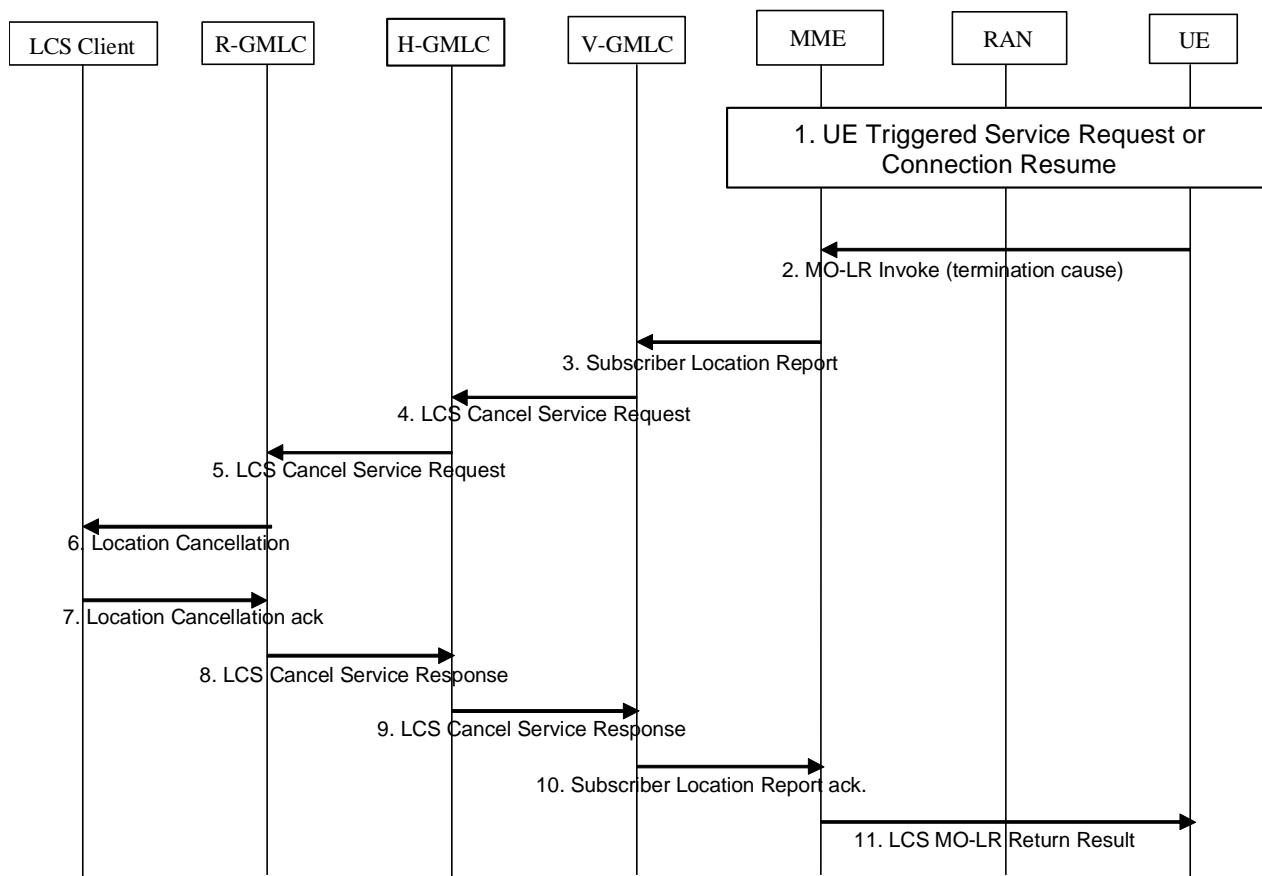 LCS Client
R-GMLC
H-GMLC
V-GMLC
MME
RAN
UE
1. UE Triggered Service Request or
Connection Resume
2. MO-LR Invoke (termination cause)
3. Subscriber Location Report
4. LCS Cancel Service Request
5. LCS Cancel Service Request
6. Location Cancellation
7. Location Cancellation ack
8. LCS Cancel Service Response
9. LCS Cancel Service Response
10. Subscriber Location Report ack.
11. LCS MO-LR Return Result